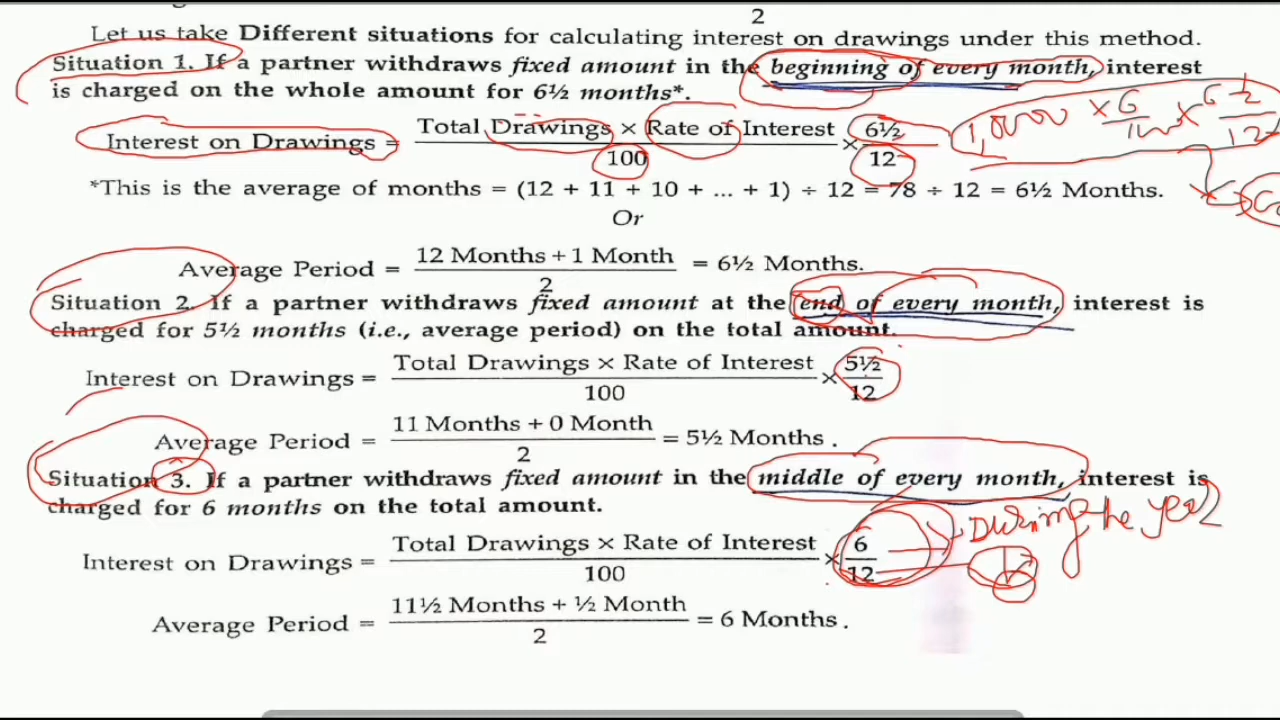 2
Let us take Different situations for calculating interest on drawings under this method.
Situation 1. If a partner withdraws fixed amount in the beginning of every month, interest
is charged on the whole amount for 6½ months*.
Interest on Drawings = Total Drawings × Rate of Interest / 100 × 6½ / 12
*This is the average of months = (12 + 11 + 10 + ... + 1) ÷ 12 = 78 ÷ 12 = 6½ Months.
Or
Average Period = 12 Months + 1 Month / 2 = 6½ Months.
Situation 2. If a partner withdraws fixed amount at the end of every month, interest is
charged for 5½ months (i.e., average period) on the total amount.
Interest on Drawings = Total Drawings × Rate of Interest / 100 × 5½ / 12
Average Period = 11 Months + 0 Month / 2 = 5½ Months .
Situation 3. If a partner withdraws fixed amount in the middle of every month, interest is
charged for 6 months on the total amount.
During the year
Interest on Drawings = Total Drawings × Rate of Interest / 100 × 6 / 12
Average Period = 11½ Months + ½ Month / 2 = 6 Months .